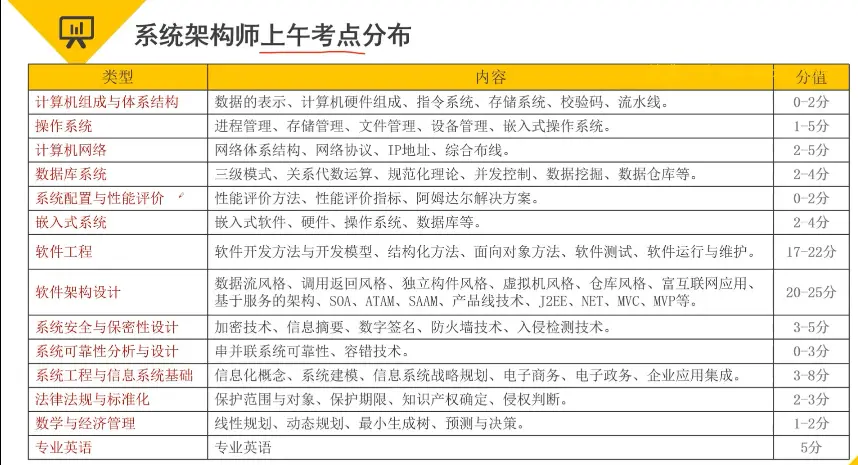 系统架构师上午考点分布
类型 内容 分值
计算机组成与体系结构 数据的表示、计算机硬件组成、指令系统、存储系统、校验码、流水线。 0-2分
操作系统 进程管理、存储管理、文件管理、设备管理、嵌入式操作系统。 1-5分
计算机网络 网络体系结构、网络协议、IP地址、综合布线。 2-5分
数据库系统 三级模式、关系代数运算、规范化理论、并发控制、数据挖掘、数据仓库等。 2-4分
系统配置与性能评价 性能评价方法、性能评价指标、阿姆达尔解决方案。 0-2分
嵌入式系统 嵌入式软件、硬件、操作系统、数据库等。 2-4分
软件工程 软件开发方法与开发模型、结构化方法、面向对象方法、软件测试、软件运行与维护。 17-22分
软件架构设计 数据流风格、调用返回风格、独立构件风格、虚拟机风格、仓库风格、富互联网应用、 20-25分
基于服务的架构、SOA、ATAM、SAAM、产品线技术、J2EE、NET、MVC、MVP等。
系统安全与保密性设计 加密技术、信息摘要、数字签名、防火墙技术、入侵检测技术。 3-5分
系统可靠性分析与设计 串并联系统可靠性、容错技术。 0-3分
系统工程与信息系统基础 信息化概念、系统建模、信息系统战略规划、电子商务、电子政务、企业应用集成。 3-8分
法律法规与标准化 保护范围与对象、保护期限、知识产权确定、侵权判断。 2-3分
数学与经济管理 线性规划、动态规划、最小生成树、预测与决策。 1-2分
专业英语 专业英语 5分